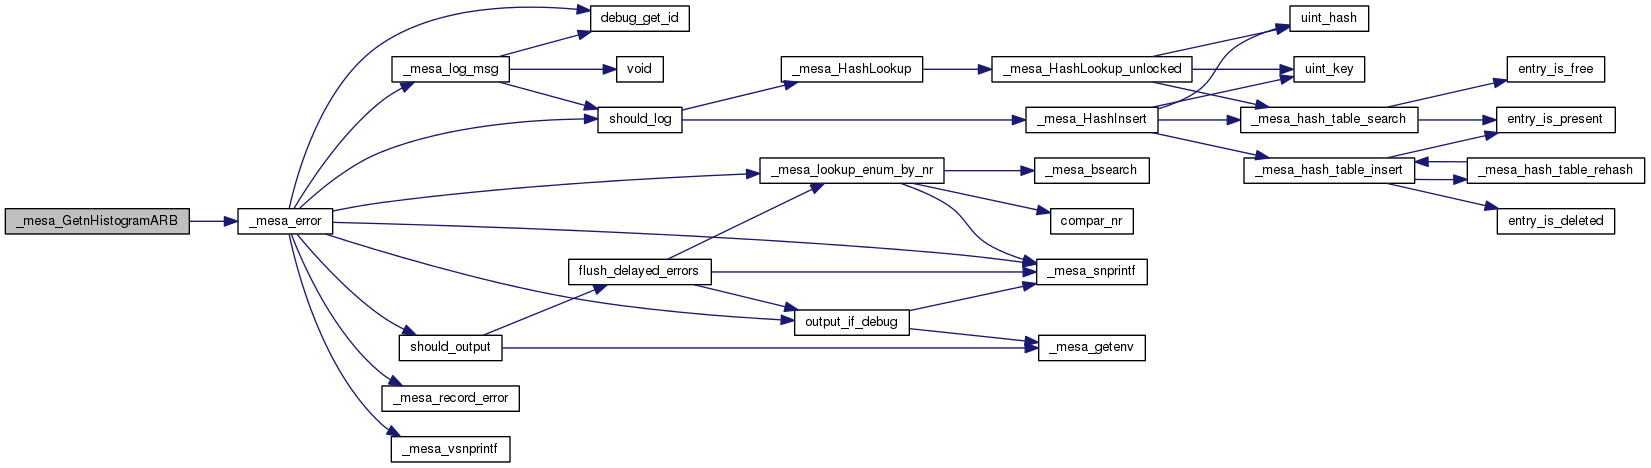 debug_get_id
uint_hash
_mesa_log_msg
void
_mesa_HashLookup
_mesa_HashLookup_unlocked
uint_key
entry_is_free
should_log
_mesa_HashInsert
_mesa_hash_table_search
entry_is_present
_mesa_lookup_enum_by_nr
_mesa_bsearch
_mesa_hash_table_insert
_mesa_hash_table_rehash
_mesa_GetnHistogramARB
_mesa_error
compar_nr
entry_is_deleted
flush_delayed_errors
_mesa_snprintf
output_if_debug
should_output
_mesa_getenv
_mesa_record_error
_mesa_vsnprintf